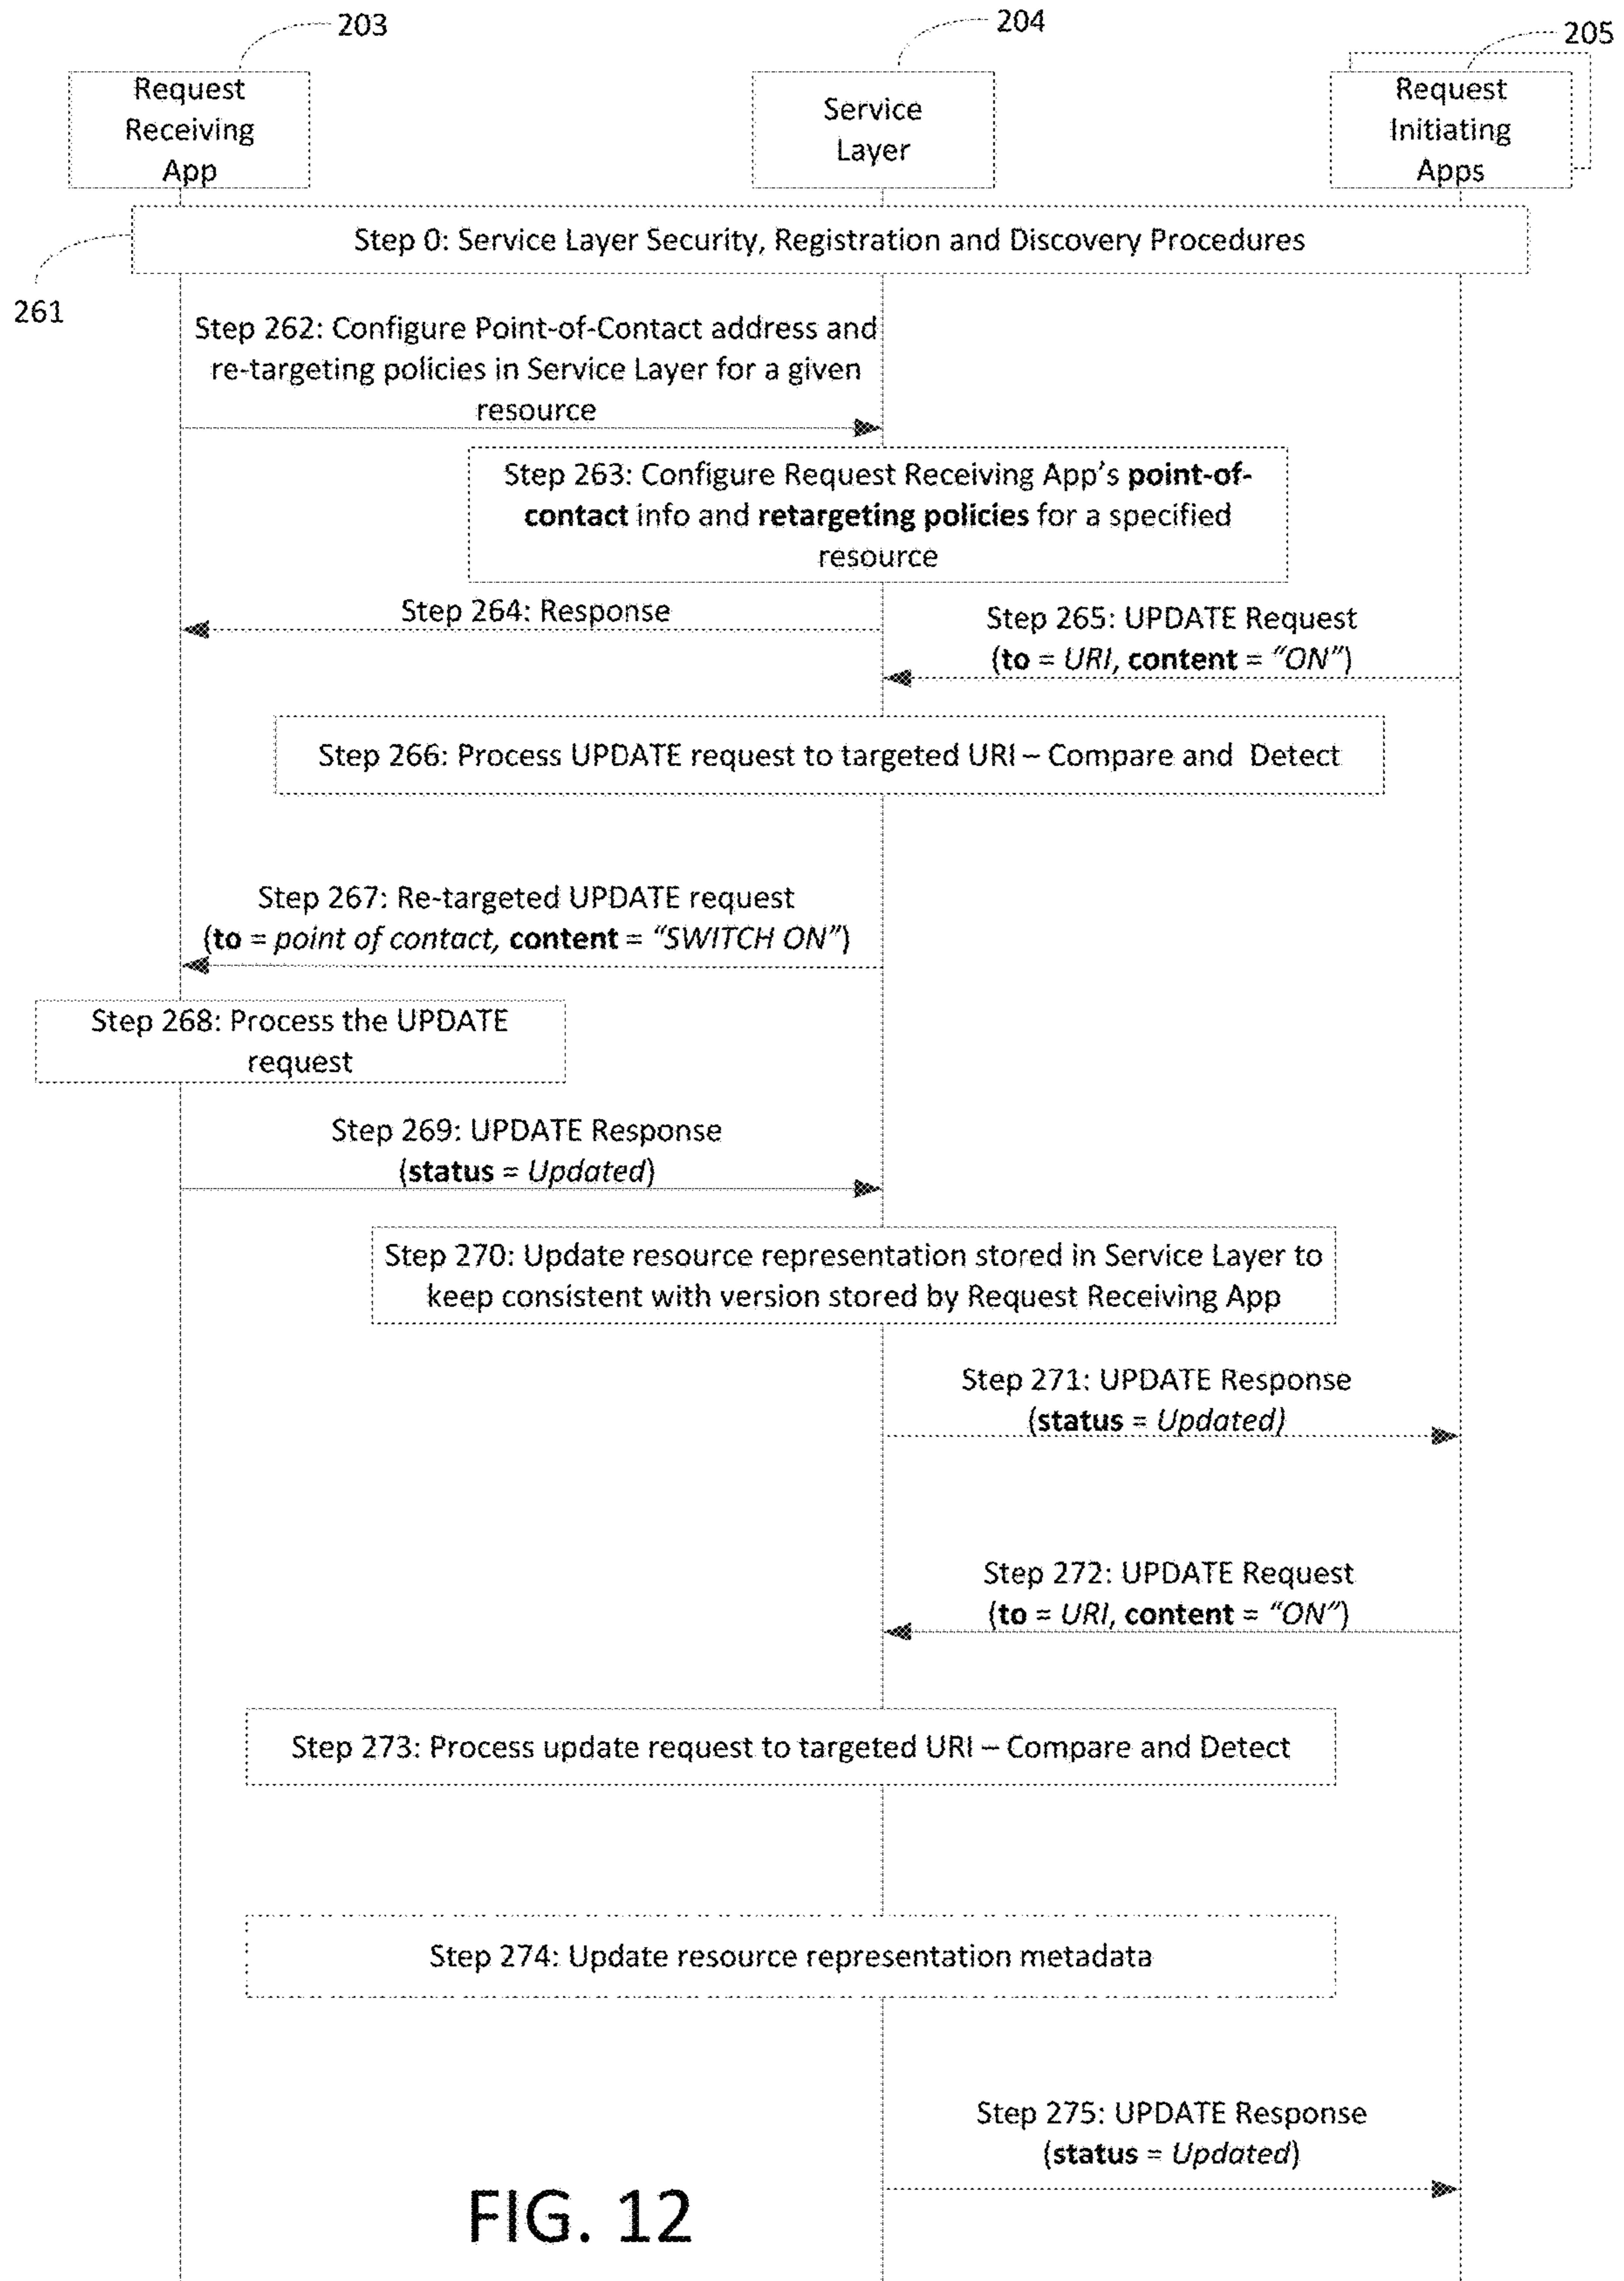 203
204
205
Request
Receiving
App
Service
Layer
Request
Initiating
Apps
Step 0: Service Layer Security, Registration and Discovery Procedures
261
Step 262: Configure Point-of-Contact address and
re-targeting policies in Service Layer for a given
resource
Step 263: Configure Request Receiving App's point-of-
contact info and retargeting policies for a specified
resource
Step 264: Response
Step 265: UPDATE Request
(to = URI, content = "ON")
Step 266: Process UPDATE request to targeted URI – Compare and Detect
Step 267: Re-targeted UPDATE request
(to = point of contact, content = "SWITCH ON")
Step 268: Process the UPDATE
request
Step 269: UPDATE Response
(status = Updated)
Step 270: Update resource representation stored in Service Layer to
keep consistent with version stored by Request Receiving App
Step 271: UPDATE Response
(status = Updated)
Step 272: UPDATE Request
(to = URI, content = "ON")
Step 273: Process update request to targeted URI – Compare and Detect
Step 274: Update resource representation metadata
Step 275: UPDATE Response
(status = Updated)
FIG. 12